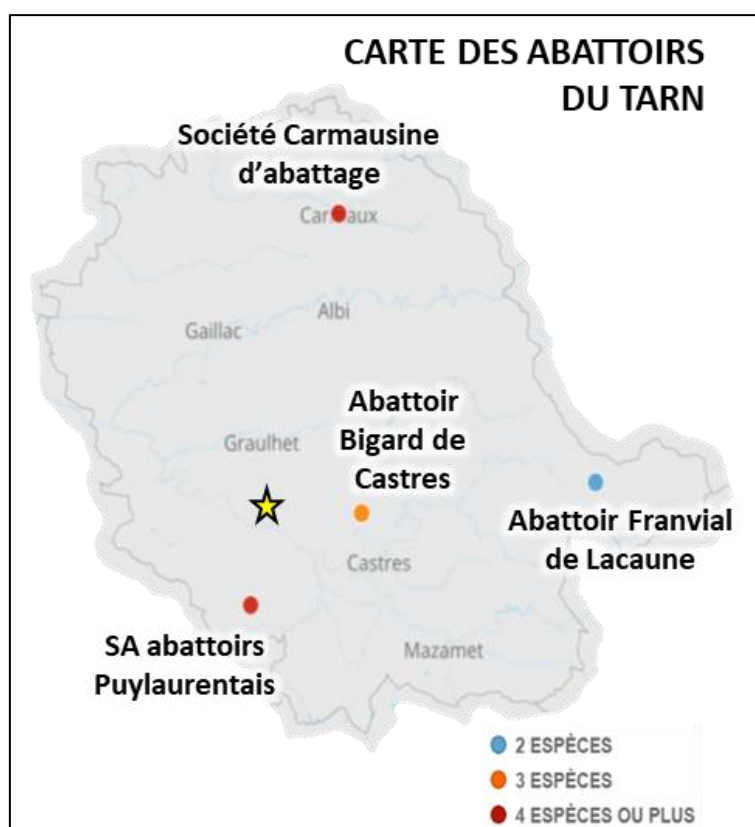 CARTE DES ABATTOIRS
DU TARN
Société Carmausine
d’abattage
Carmaux
Albi
Gaillac
Abattoir
Bigard de
Castres
Graulhet
Abattoir Franvial
de Lacaune
Castres
SA abattoirs
Puylaurentais
Mazamet
2 ESPÈCES
3 ESPÈCES
4 ESPÈCES OU PLUS